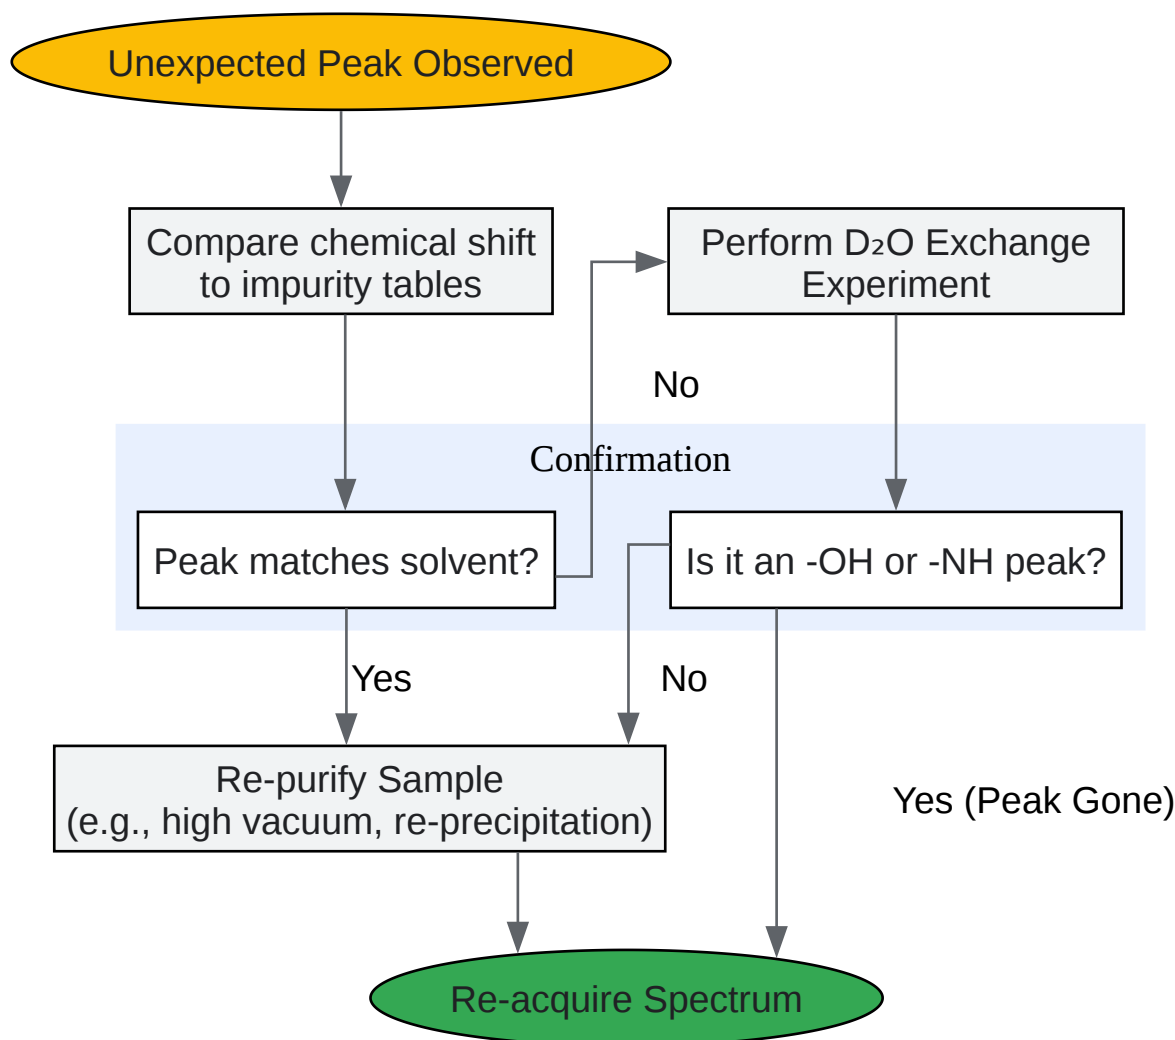 Unexpected Peak Observed
Compare chemical shift
to impurity tables
Perform D₂O Exchange
Experiment
No
Confirmation
Peak matches solvent?
Is it an -OH or -NH peak?
Yes
No
Re-purify Sample
(e.g., high vacuum, re-precipitation)
Yes (Peak Gone)
Re-acquire Spectrum